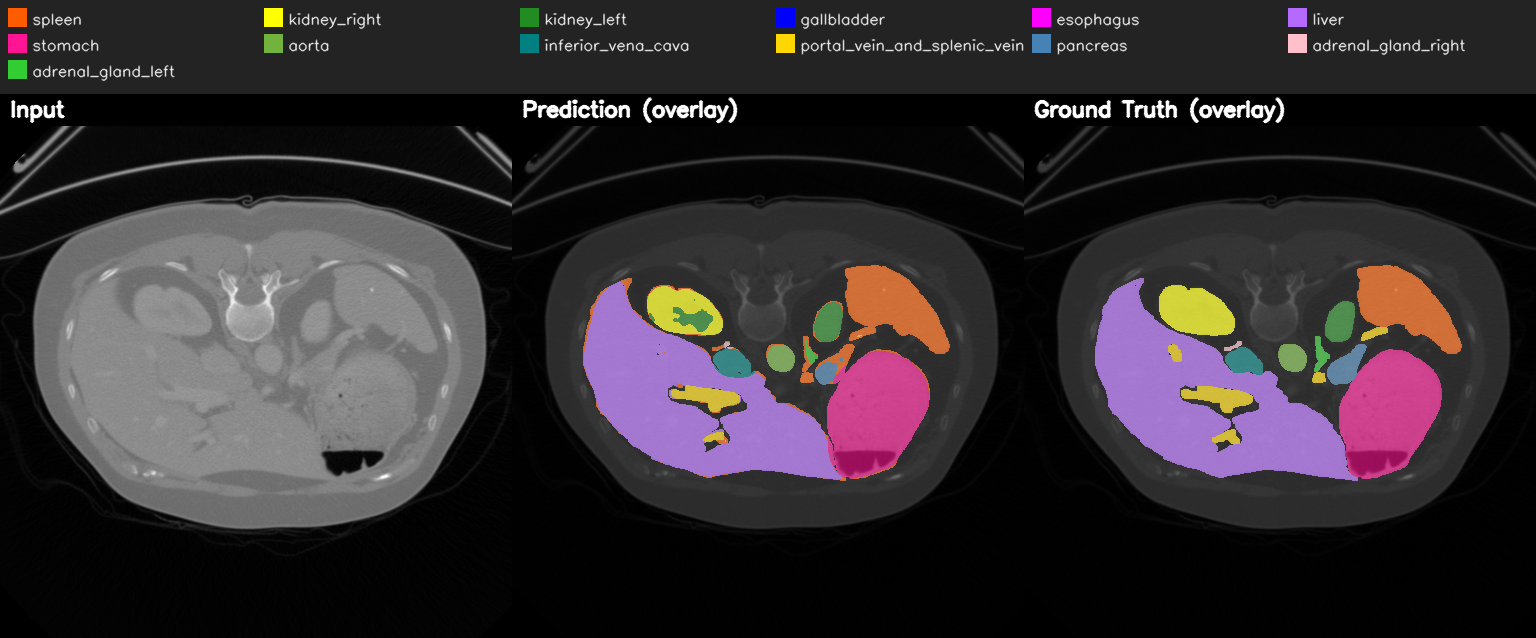 spleen kidney_right kidney_left gallbladder esophagus liver
stomach aorta inferior_vena_cava portal_vein_and_splenic_vein pancreas adrenal_gland_right
adrenal_gland_left
Input Prediction (overlay) Ground Truth (overlay)